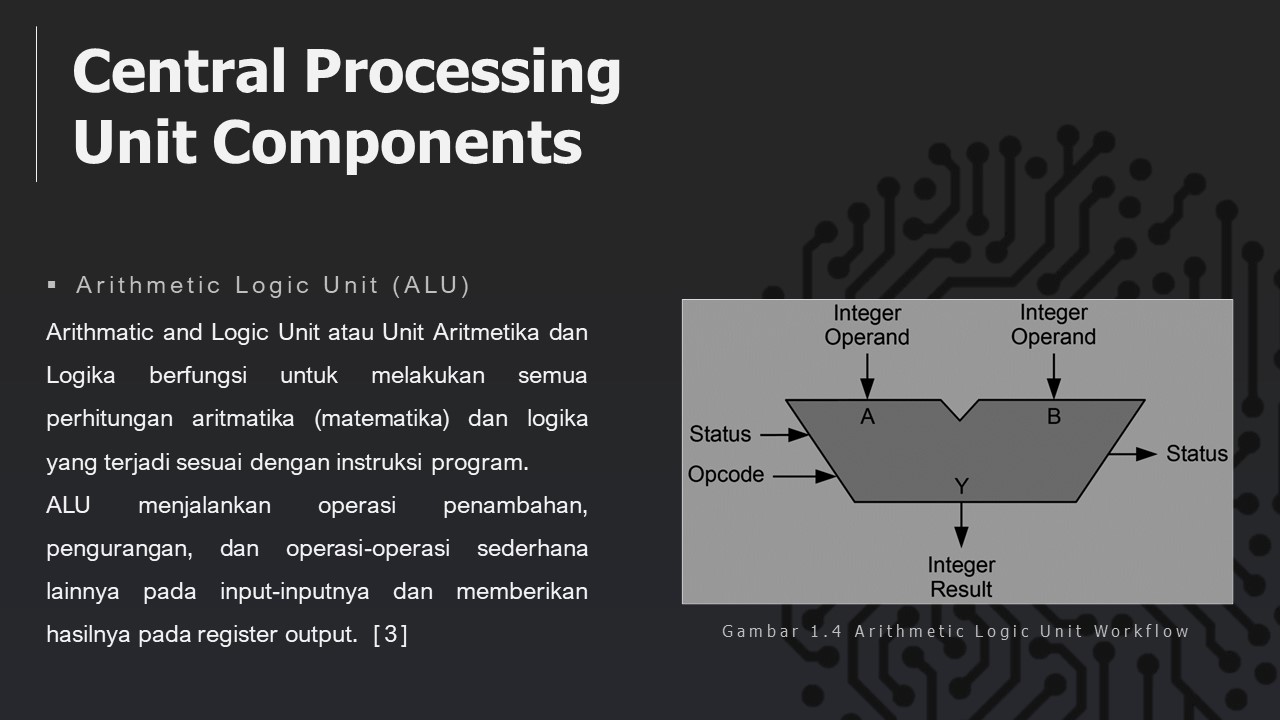 Central Processing
Unit Components
▪ Arithmetic Logic Unit (ALU)
Arithmatic and Logic Unit atau Unit Aritmetika dan
Logika berfungsi untuk melakukan semua
perhitungan aritmatika (matematika) dan logika
yang terjadi sesuai dengan instruksi program.
ALU menjalankan operasi penambahan,
pengurangan, dan operasi-operasi sederhana
lainnya pada input-inputnya dan memberikan
hasilnya pada register output. [3]
Integer
Operand
Integer
Operand
A
B
Status
Opcode
Status
Y
Integer
Result
Gambar 1.4 Arithmetic Logic Unit Workflow